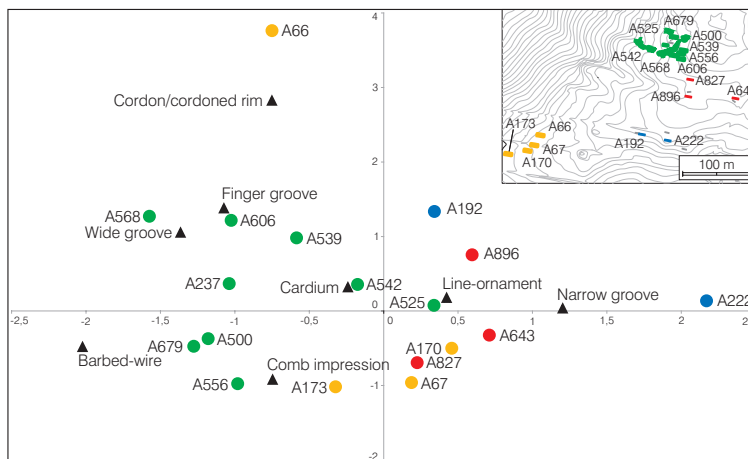 4
A66
Cordon/cordoned rim
3
2
Finger groove
A568
A606
Wide groove
A539
A192
1
A896
A237
Cardium
A542
Line-ornament
A525
Narrow groove
A222
0
-2,5
-2
-1,5
-1
-0,5
0
0,5
1
1,5
2
2
A679
A500
Barbed-wire
A643
A170
Comb impression
A827
A556
A173
A67
-1
-2
A679
A525
A500
A539
A542
A556
A568
A606
A827
A64
A896
A173
A66
A67
A170
A192
A222
100 m